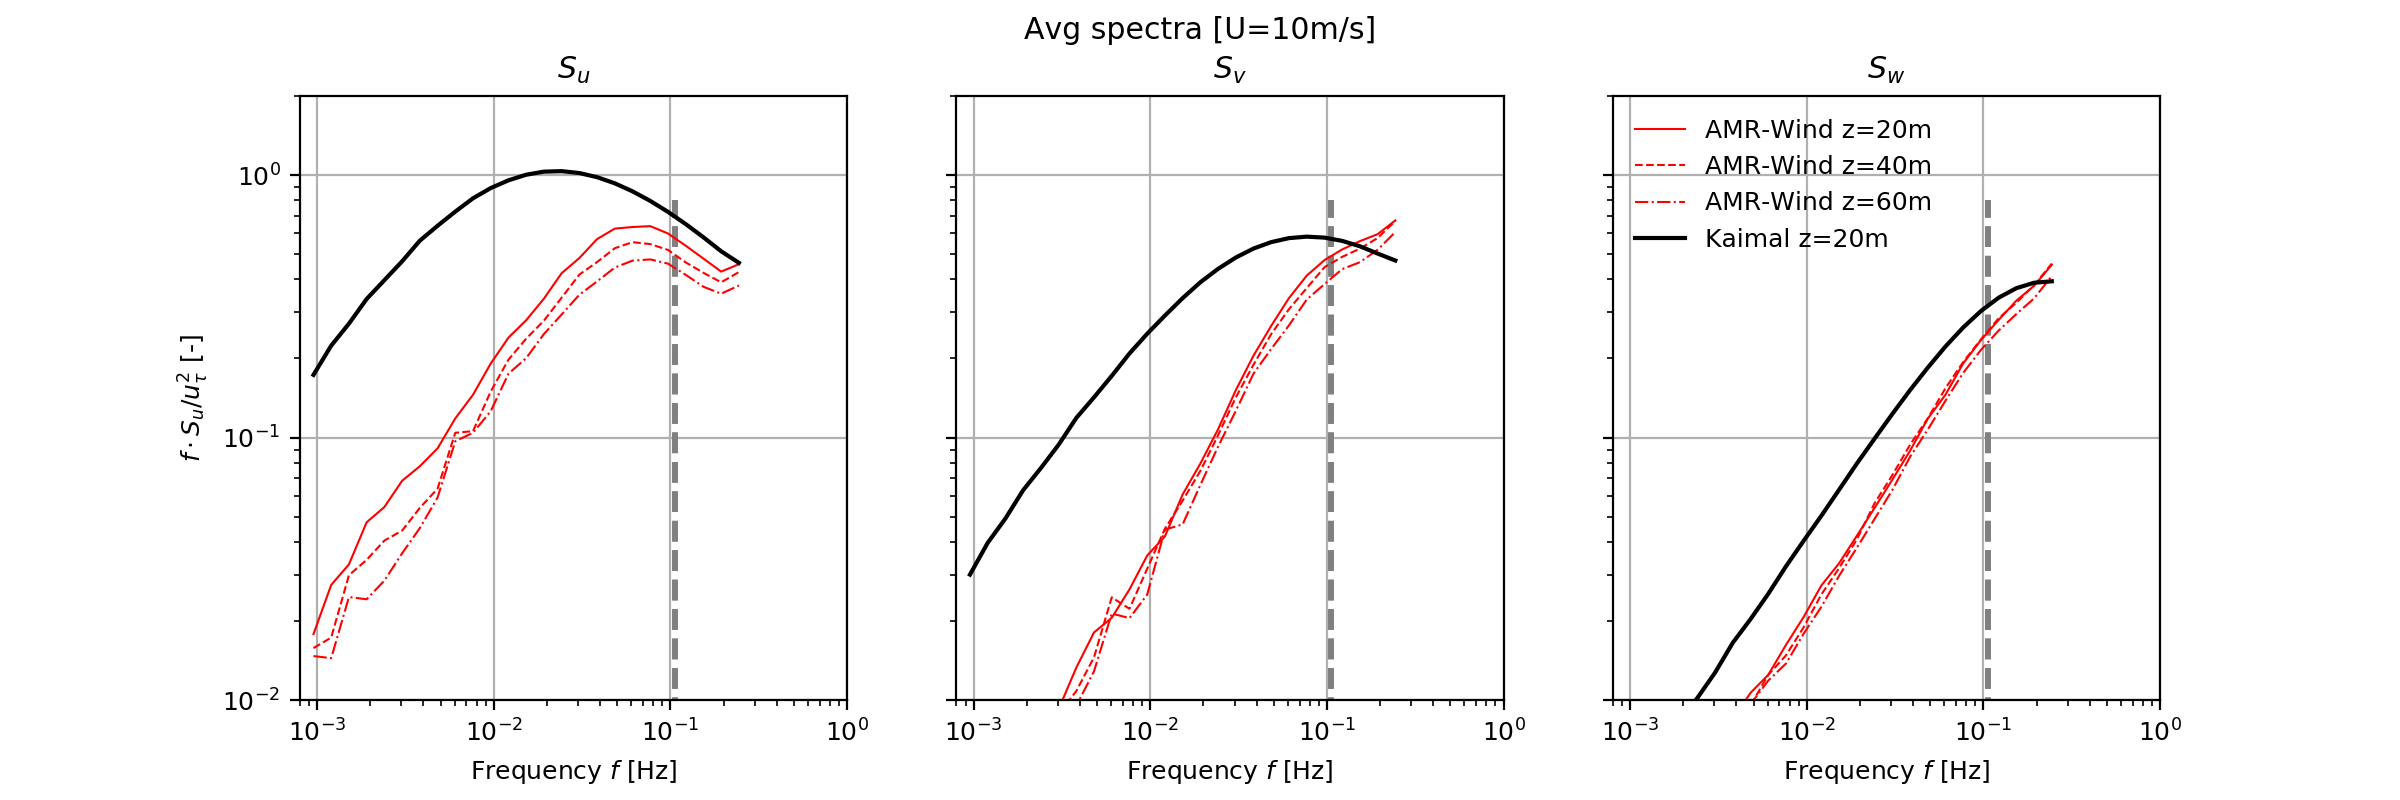 Avg spectra [U=10m/s]
S_u
S_v
S_w
f · S_u/u_τ^2 [-]
10^0
10^-1
10^-2
10^-3 10^-2 10^-1 10^0
Frequency f [Hz]
10^-3 10^-2 10^-1 10^0
Frequency f [Hz]
AMR-Wind z=20m
AMR-Wind z=40m
AMR-Wind z=60m
Kaimal z=20m
10^-3 10^-2 10^-1 10^0
Frequency f [Hz]